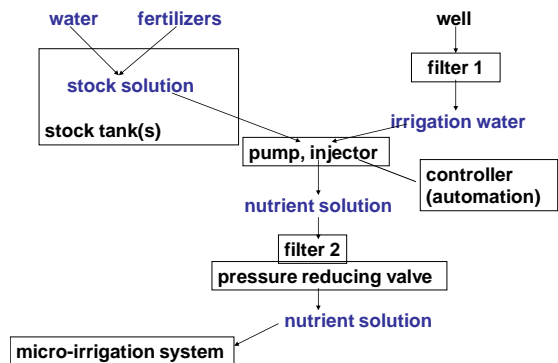 water
fertilizers
well
filter 1
stock solution
stock tank(s)
irrigation water
pump, injector
controller
(automation)
nutrient solution
filter 2
pressure reducing valve
nutrient solution
micro-irrigation system